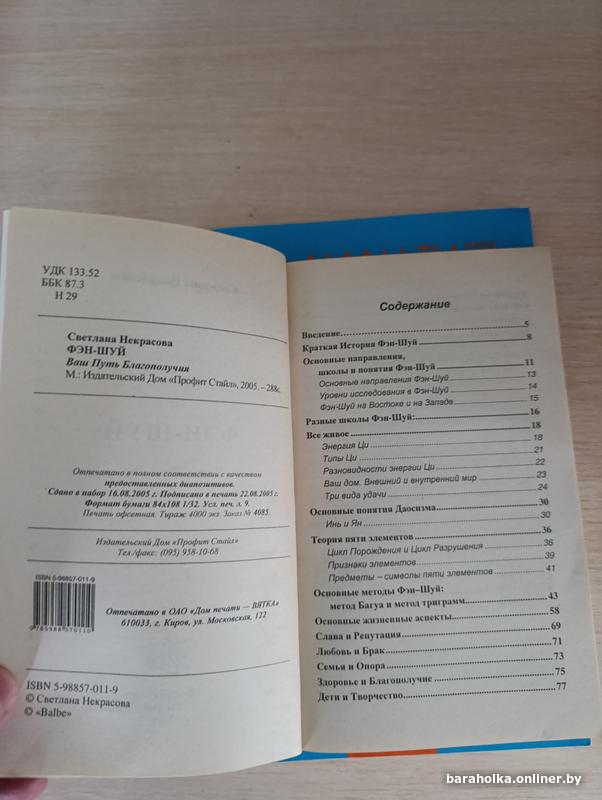 УДК 133.52
ББК 87.3
Н 29
Светлана Некрасова
ФЭН-ШУЙ
Ваш Путь Благополучия
М.: Издательский Дом «Профит Стайл», 2005. – 288с.
Отпечатано в полном соответствии с качеством
предоставленных диапозитивов.
Сдано в набор 16.08.2005 г. Подписано в печать 22.08.2005 г.
Формат бумаги 84x108 1/32. Усл. печ. л. 9.
Печать офсетная. Тираж 4000 экз. Заказ № 4085.
Издательский Дом «Профит Стайл»
Тел./факс: (095) 958-10-68
ISBN 5-98857-011-9
9 785988 570110
Отпечатано в ОАО «Дом печати — ВЯТКА»
610033, г. Киров, ул. Московская, 122
ISBN 5-98857-011-9
© Светлана Некрасова
© «Balbe»
Содержание
Введение 5
Краткая История Фэн-Шуй 8
Основные направления,
школы и понятия Фэн-Шуй 11
Основные направления Фэн-Шуй 13
Уровни исследования в Фэн-Шуй 14
Фэн-Шуй на Востоке и на Западе 15
Разные школы Фэн-Шуй: 16
Все живое 18
Энергия Ци 18
Типы Ци 21
Разновидности энергии Ци 22
Ваш дом. Внешний и внутренний мир 23
Три вида удачи 24
Основные понятия Даосизма 30
Инь и Ян 30
Теория пяти элементов 36
Цикл Порождения и Цикл Разрушения 36
Признаки элементов 39
Предметы – символы пяти элементов 41
Основные методы Фэн–Шуй:
метод Багуа и метод триграмм 43
Основные жизненные аспекты 58
Слава и Репутация 69
Любовь и Брак 71
Семья и Опора 73
Здоровье и Благополучие 75
Дети и Творчество 77
baraholka.onliner.by